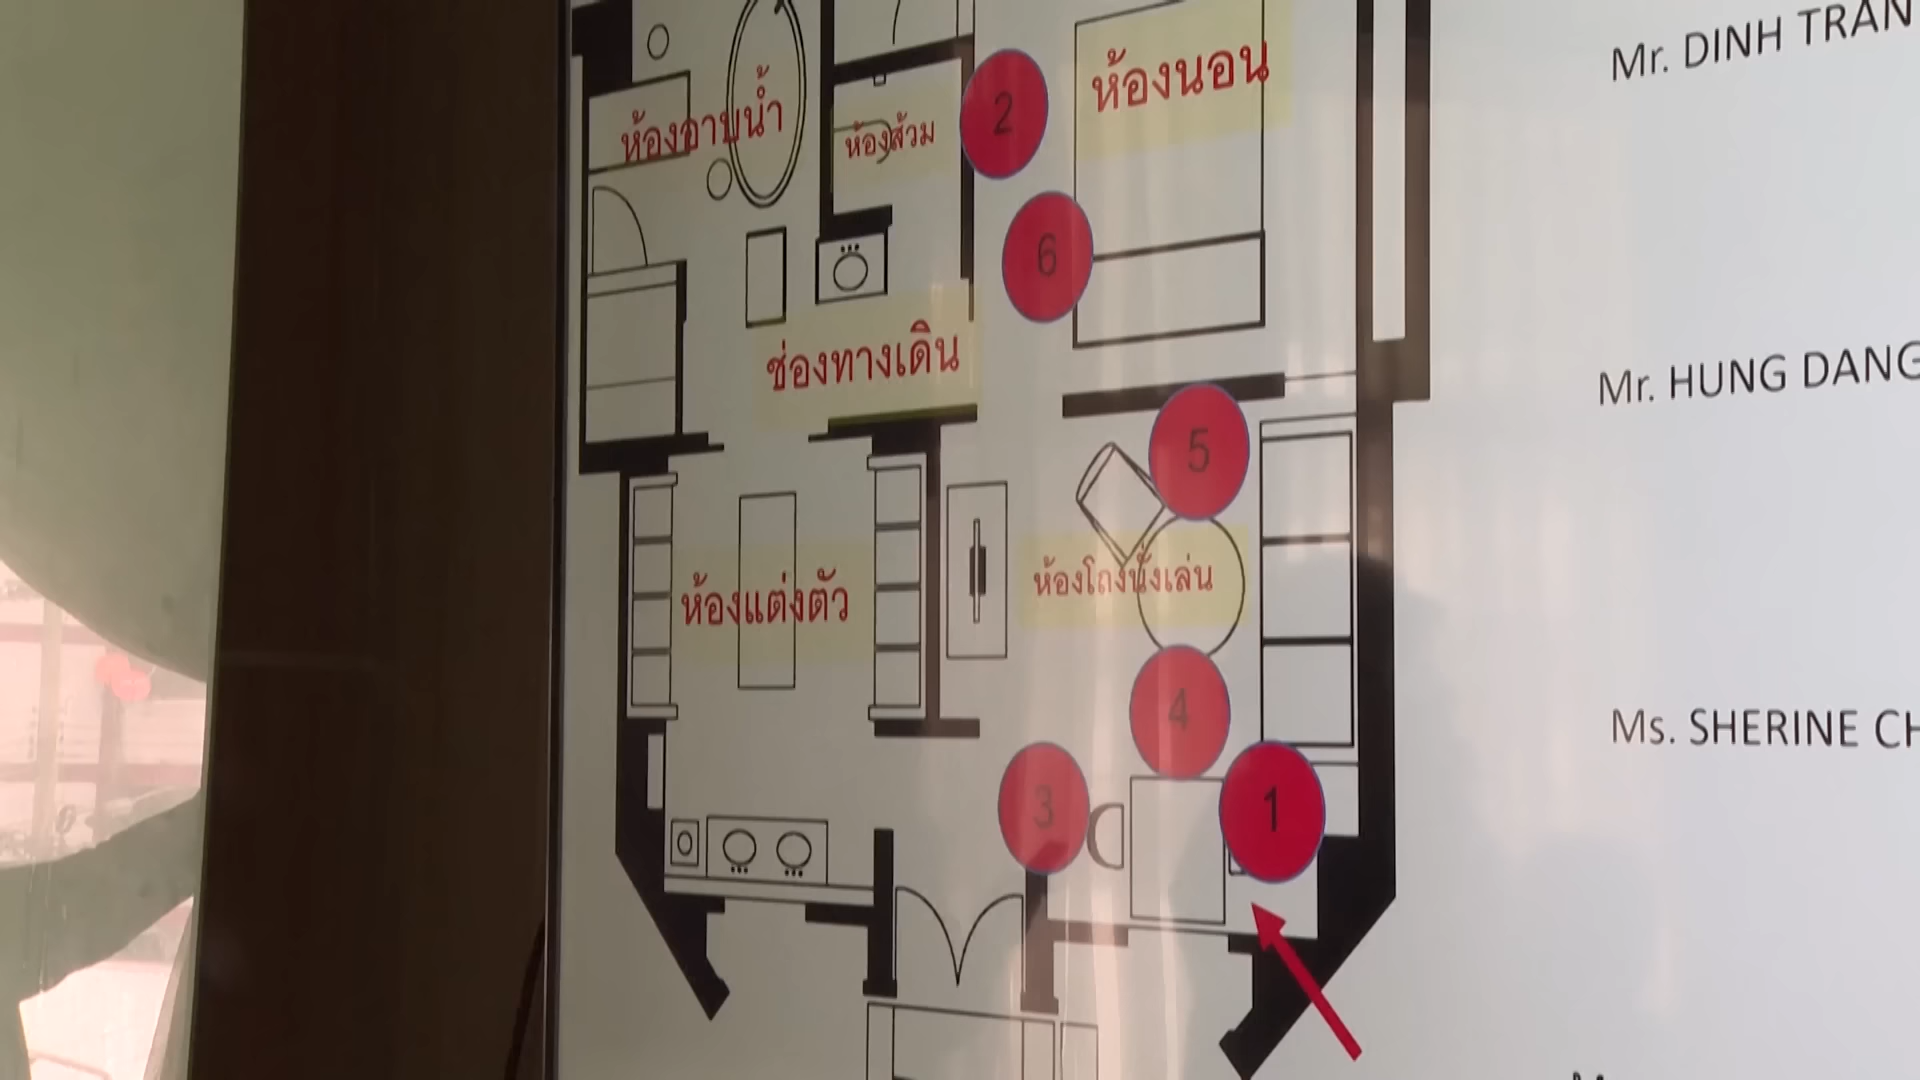 ห้องอาบน้ำ
ห้องส้วม
2
ห้องนอน
6
ช่องทางเดิน
5
ห้องแต่งตัว
ห้องโถงนั่งเล่น
4
3
1
Mr. DINH TRAN
Mr. HUNG DANG
Ms. SHERINE CH